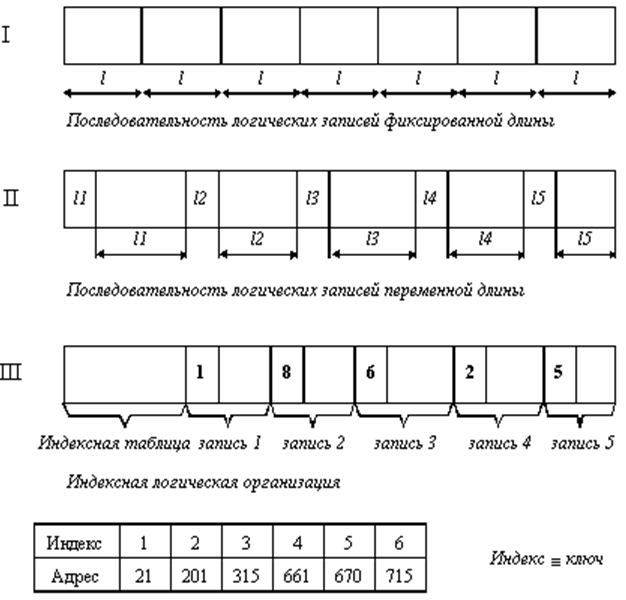 I
l l l l l l l
Последовательность логических записей фиксированной длины
II
l1 l2 l3 l4 l5
l1 l2 l3 l4 l5
Последовательность логических записей переменной длины
III
1 8 6 2 5
Индексная таблица запись 1 запись 2 запись 3 запись 4 запись 5
Индексная логическая организация
Индекс 1 2 3 4 5 6
Адрес 21 201 315 661 670 715
Индекс ≡ ключ